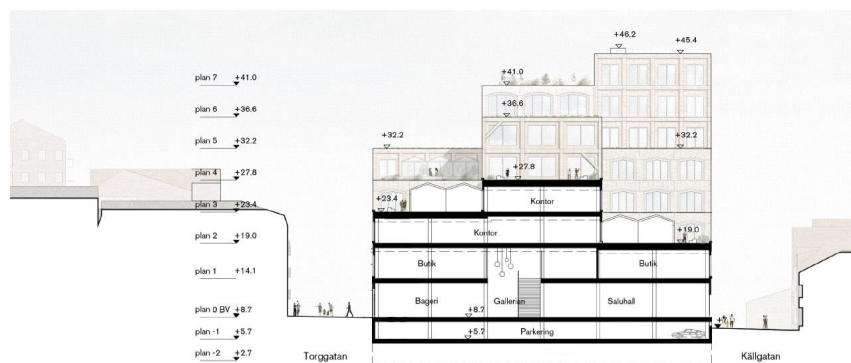 +46.2
+45.4
plan 7 +41.0
+41.0
plan 6 +36.6
+36.6
plan 5 +32.2
+32.2
+32.2
plan 4 +27.8
+27.8
Kontor
plan 3 +23.4
+23.4
plan 2 +19.0
Kontor
+19.0
plan 1 +14.1
Butik
Butik
Bageri
Gallerian
Saluhall
plan 0 BV +8.7
+8.7
plan -1 +5.7
+5.7
Parkering
plan -2 +2.7
Torggatan
Källgatan